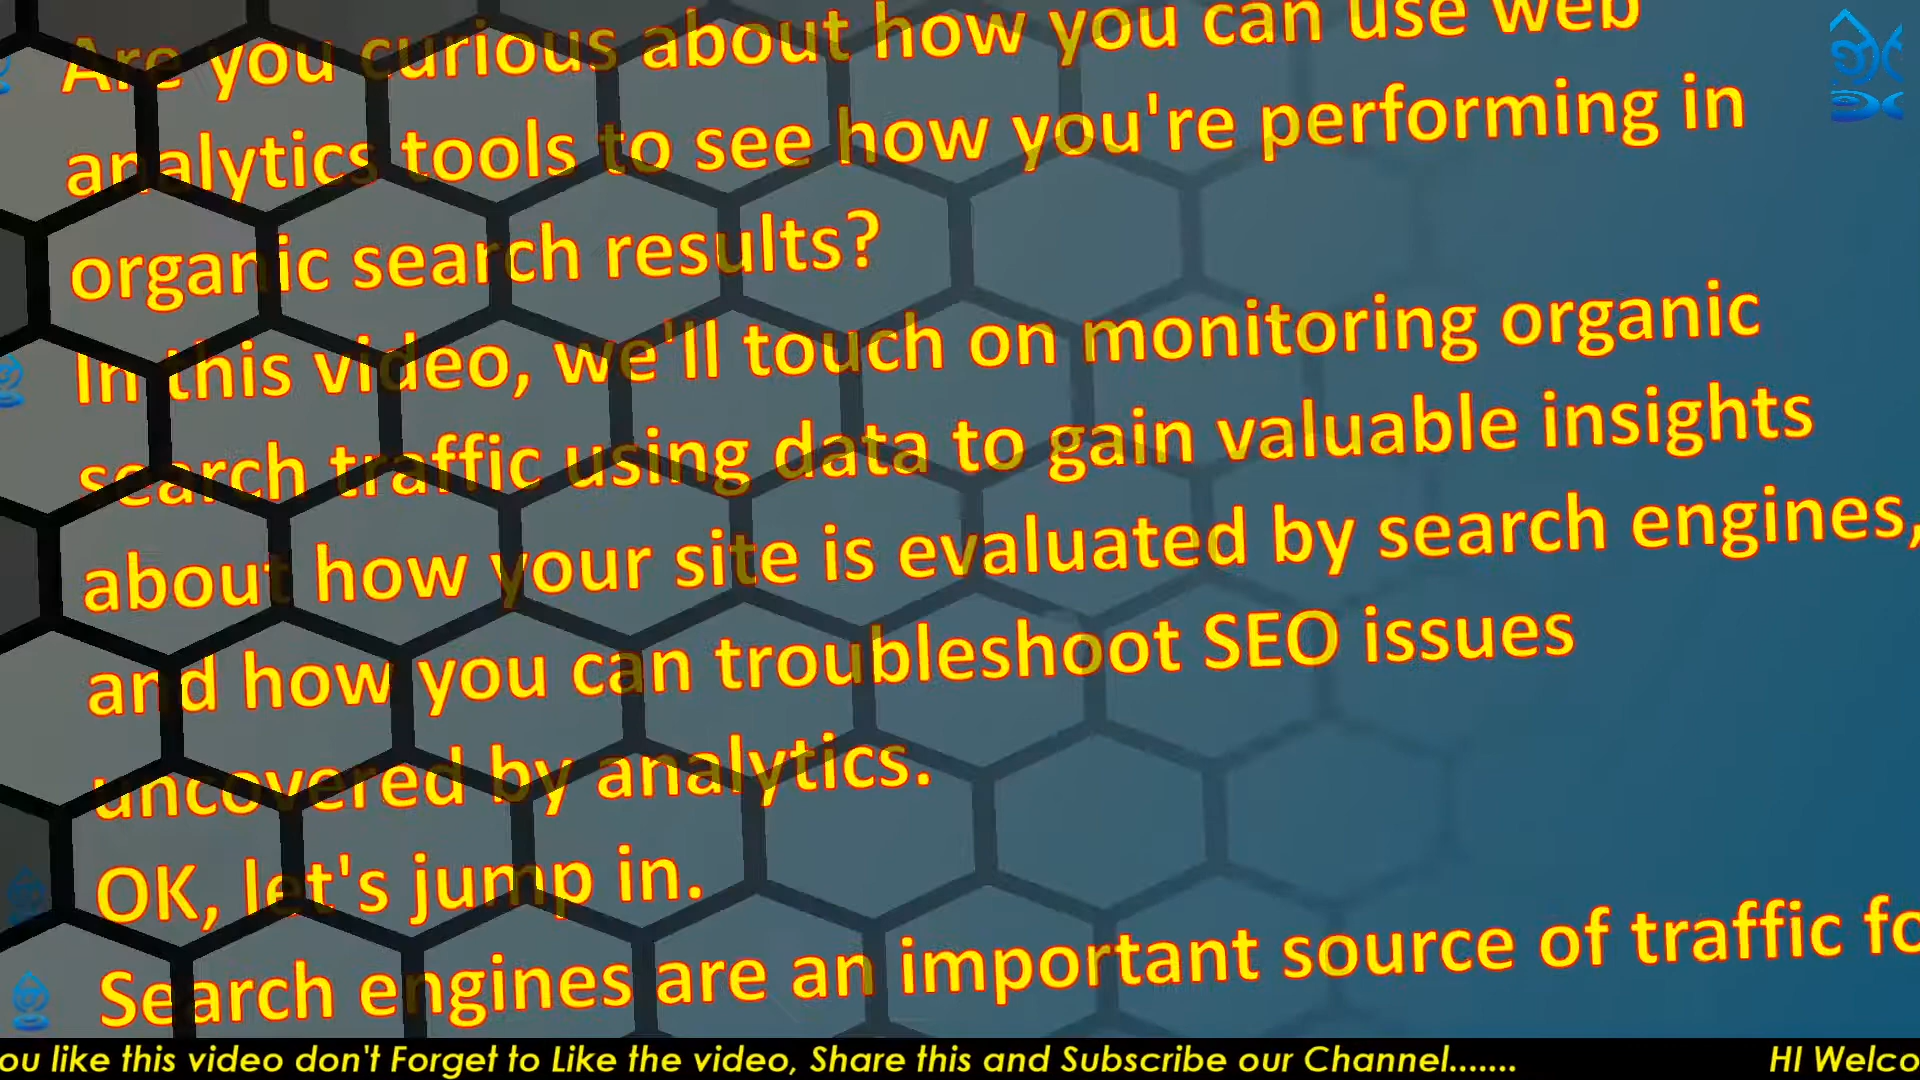 Are you curious about how you can use web
analytics tools to see how you're performing in
organic search results?
In this video, we'll touch on monitoring organic
search traffic using data to gain valuable insights
about how your site is evaluated by search engines,
and how you can troubleshoot SEO issues
uncovered by analytics.
OK, let's jump in.
Search engines are an important source of traffic fo
ou like this video don't Forget to Like the video, Share this and Subscribe our Channel....... HI Welco